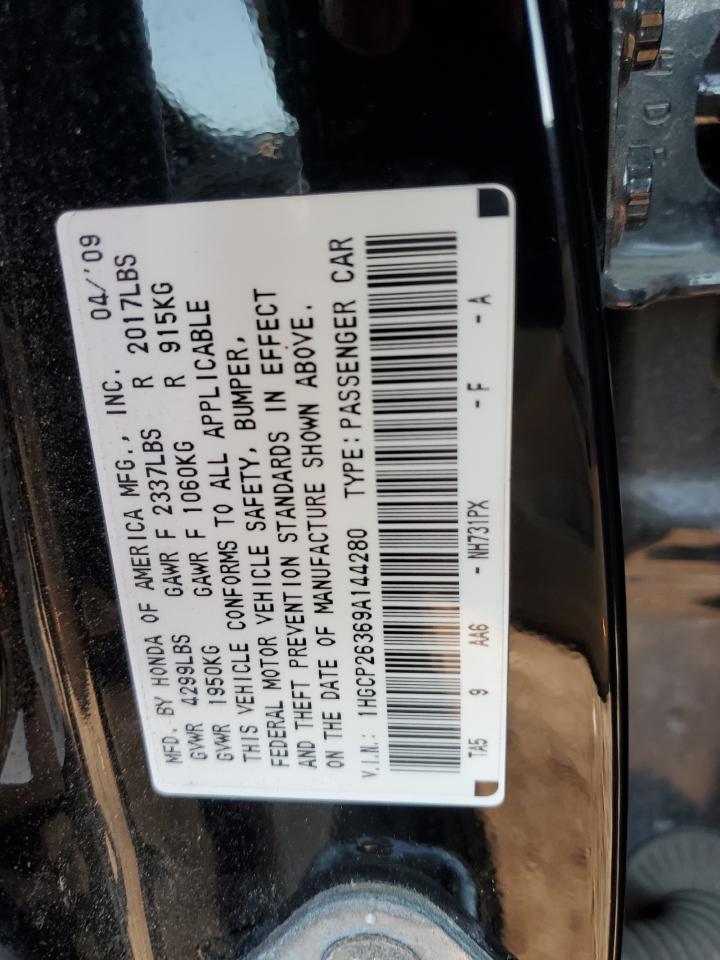 MFD. BY HONDA OF AMERICA MFG., INC. 04/'09
GVWR 4299LBS GAWR F 2337LBS R 2017LBS
GVWR 1950KG GAWR F 1060KG R 915KG
THIS VEHICLE CONFORMS TO ALL APPLICABLE
FEDERAL MOTOR VEHICLE SAFETY, BUMPER,
AND THEFT PREVENTION STANDARDS IN EFFECT
ON THE DATE OF MANUFACTURE SHOWN ABOVE.
V.I.N.: 1HGCP26369A144280 TYPE: PASSENGER CAR
TA5 9 AA6 - NH731PX - F - A